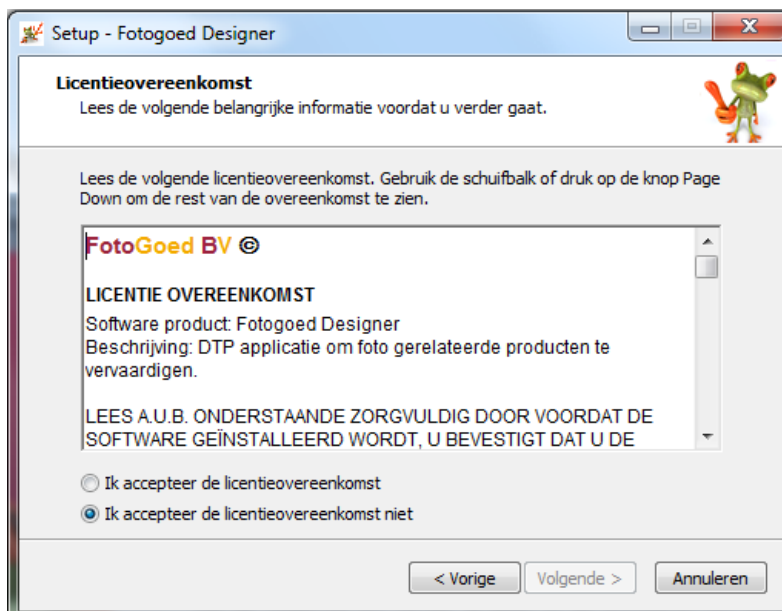 Setup - Fotogoed Designer
Licentieovereenkomst
Lees de volgende belangrijke informatie voordat u verder gaat.
Lees de volgende licentieovereenkomst. Gebruik de schuifbalk of druk op de knop Page
Down om de rest van de overeenkomst te zien.
FotoGoed BV ©
LICENTIE OVEREENKOMST
Software product: Fotogoed Designer
Beschrijving: DTP applicatie om foto gerelateerde producten te
vervaardigen.
LEES A.U.B. ONDERSTAANDE ZORGVULDIG DOOR VOORDAT DE
SOFTWARE GEÏNSTALLEERD WORDT, U BEVESTIGT DAT U DE
Ik accepteer de licentieovereenkomst
Ik accepteer de licentieovereenkomst niet
< Vorige
Volgende >
Annuleren